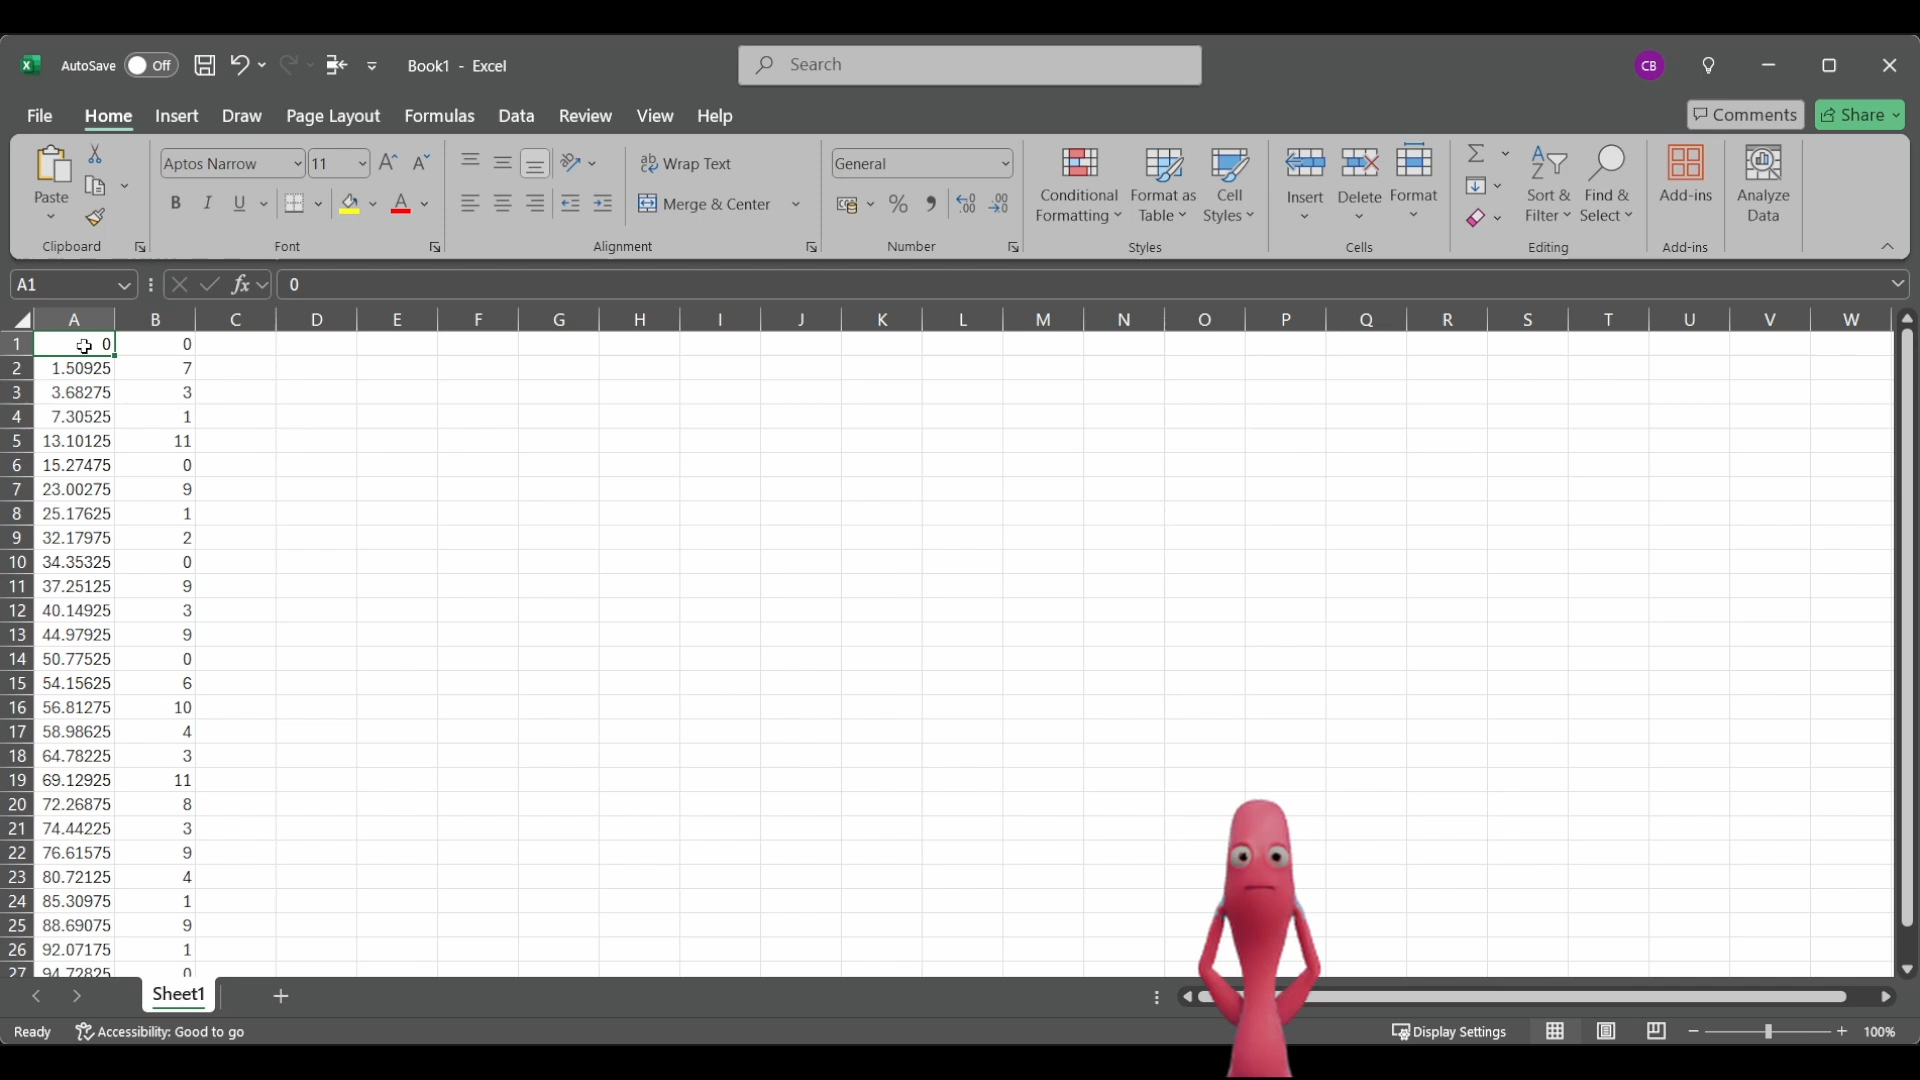 AutoSave Off Book1 - Excel Search CB
File Home Insert Draw Page Layout Formulas Data Review View Help Comments Share
Paste
Clipboard
Aptos Narrow 11
B I U
Font
Wrap Text
Merge & Center
Alignment
General
Number
Conditional Formatting
Format as Table
Cell Styles
Styles
Insert Delete Format
Cells
Sort & Filter
Find & Select
Editing
Add-ins
Add-ins
Analyze Data
A1 fx 0
A B C D E F G H I J K L M N O P Q R S T U V W
1 0 0
2 1.50925 7
3 3.68275 3
4 7.30525 1
5 13.10125 11
6 15.27475 0
7 23.00275 9
8 25.17625 1
9 32.17975 2
10 34.35325 0
11 37.25125 9
12 40.14925 3
13 44.97925 9
14 50.77525 0
15 54.15625 6
16 56.81275 10
17 58.98625 4
18 64.78225 3
19 69.12925 11
20 72.26875 8
21 74.44225 3
22 76.61575 9
23 80.72125 4
24 85.30975 1
25 88.69075 9
26 92.07175 1
27 94.72825 0
Sheet1
Ready Accessibility: Good to go Display Settings 100%